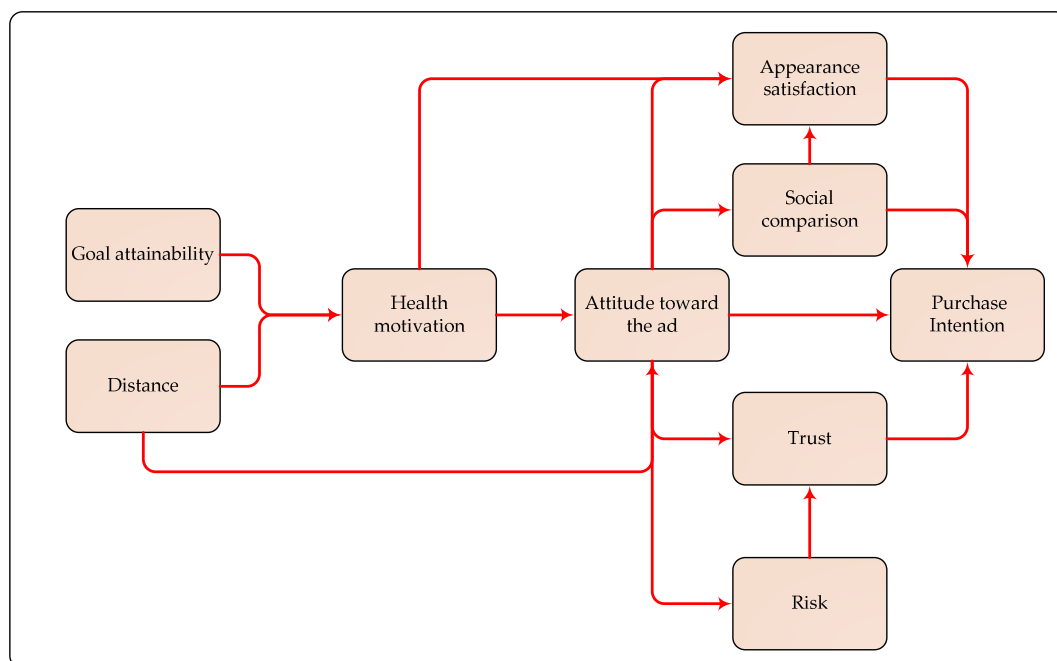 Appearance
satisfaction
Social
comparison
Goal attainability
Health
motivation
Attitude toward
the ad
Purchase
Intention
Distance
Trust
Risk